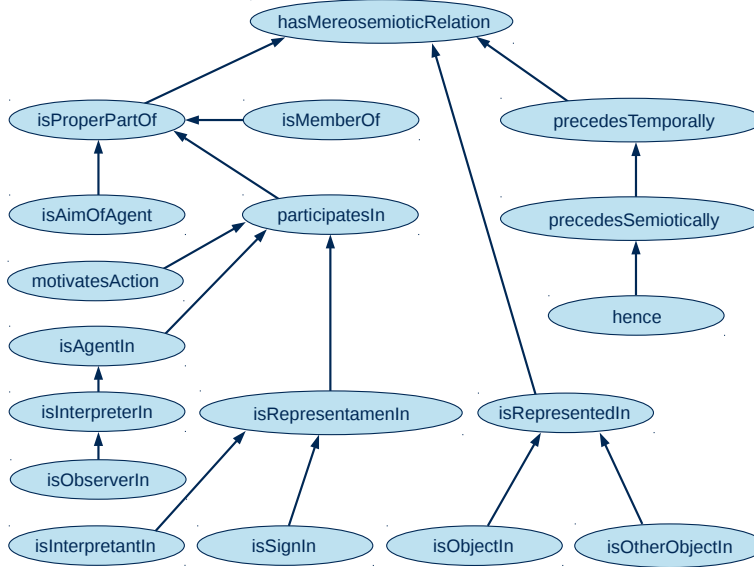 hasMereosemioticRelation
isProperPartOf
isMemberOf
precedesTemporally
isAimOfAgent
participatesIn
precedesSemiotically
motivatesAction
hence
isAgentIn
isInterpreterIn
isRepresentamenIn
isRepresentedIn
isObserverIn
isInterpretantIn
isSignIn
isObjectIn
isOtherObjectIn